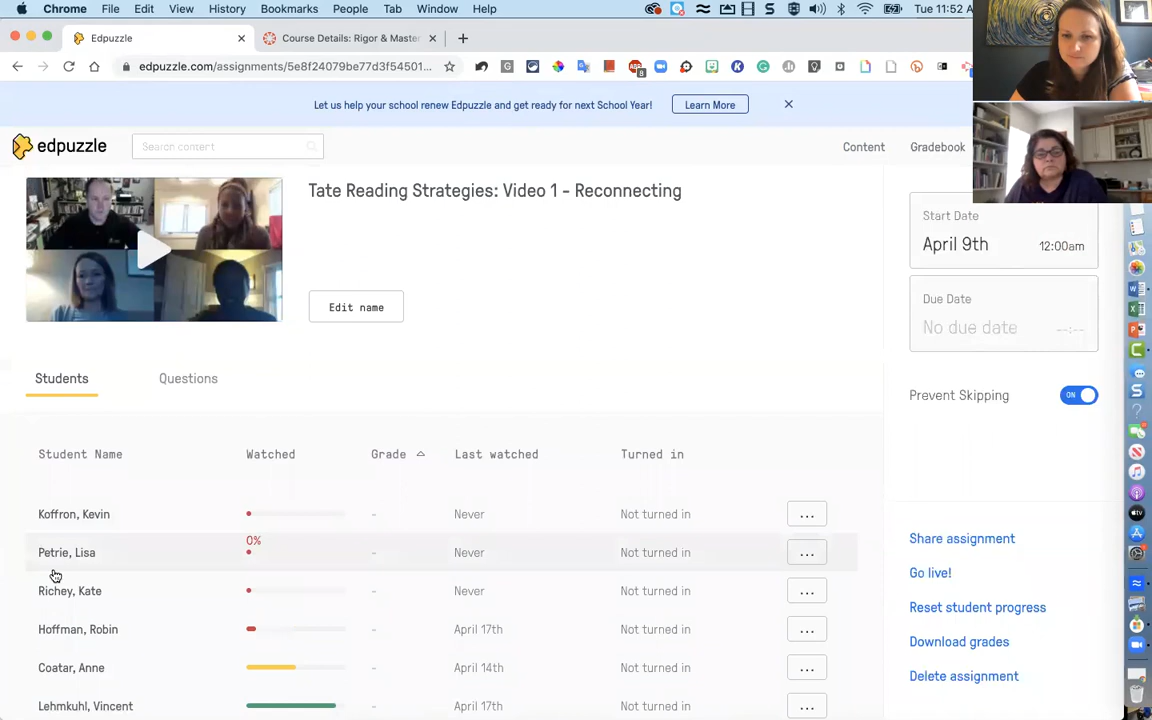 Chrome File Edit View History Bookmarks People Tab Window Help Tue 11:52 A
Edpuzzle
Course Details: Rigor & Master
edpuzzle.com/assignments/5e8f24079be77d3f54501...
Let us help your school renew Edpuzzle and get ready for next School Year! Learn More
edpuzzle Search content Content Gradebook
Tate Reading Strategies: Video 1 - Reconnecting
Edit name
Start Date
April 9th 12:00am
Due Date
No due date --:--
Prevent Skipping ON
Students Questions
Student Name Watched Grade Last watched Turned in
Koffron, Kevin - Never Not turned in ...
0%
Petrie, Lisa - Never Not turned in ...
Richey, Kate - Never Not turned in ...
Hoffman, Robin - April 17th Not turned in ...
Coatar, Anne - April 14th Not turned in ...
Lehmkuhl, Vincent - April 17th Not turned in ...
Share assignment
Go live!
Reset student progress
Download grades
Delete assignment